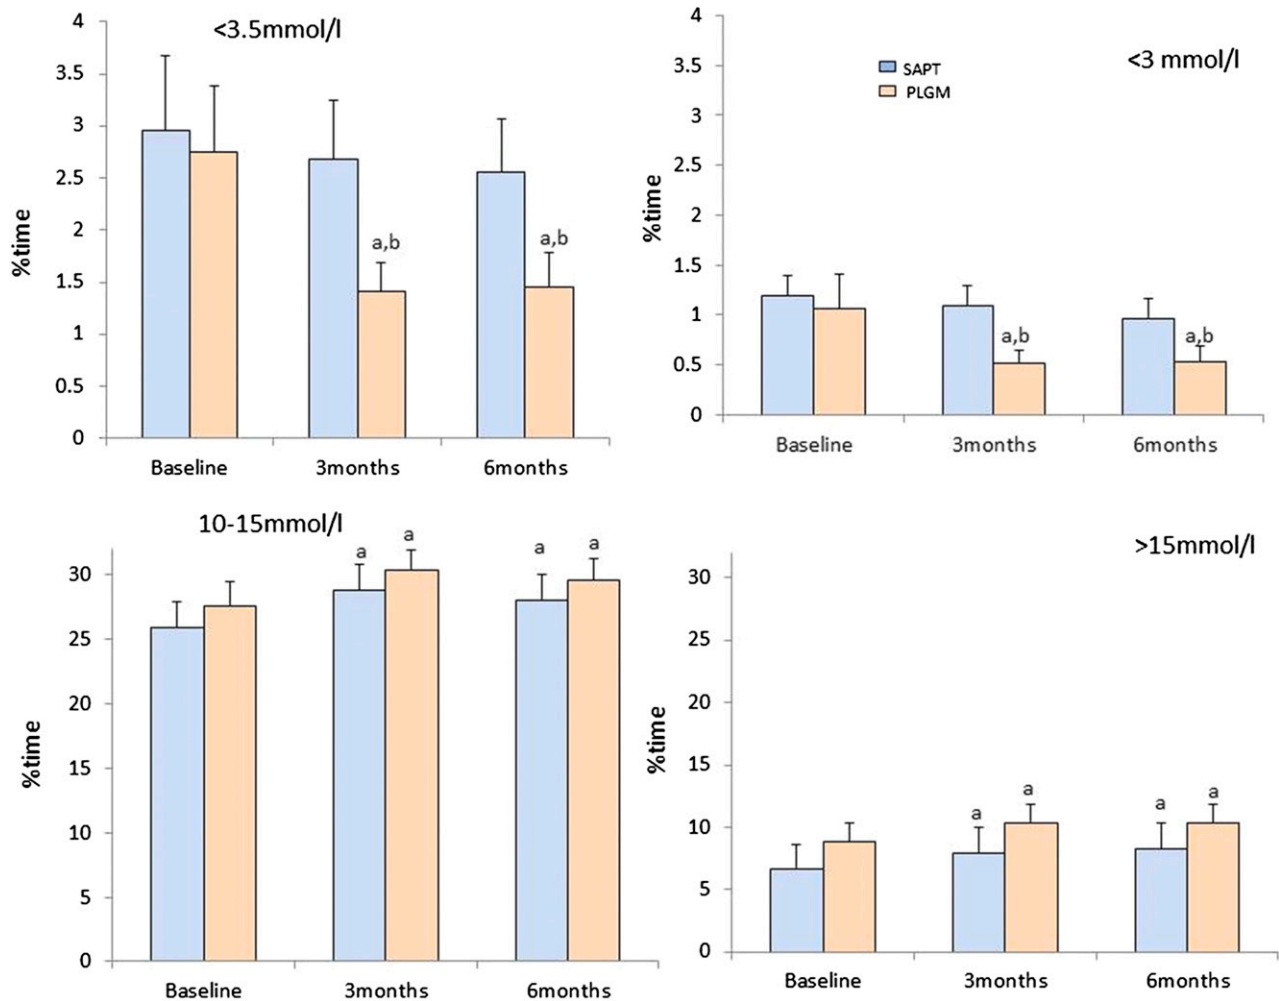 <3.5mmol/l
4
3.5
3
2.5
2
1.5
1
0.5
0
%time
a,b
a,b
Baseline 3months 6months
<3 mmol/l
SAPT
PLGM
4
3.5
3
2.5
2
1.5
1
0.5
0
%time
a,b
a,b
Baseline 3months 6months
10-15mmol/l
30
25
20
15
10
5
0
%time
a
a
a
a
Baseline 3months 6months
>15mmol/l
30
25
20
15
10
5
0
%time
a
a
a
a
Baseline 3months 6months